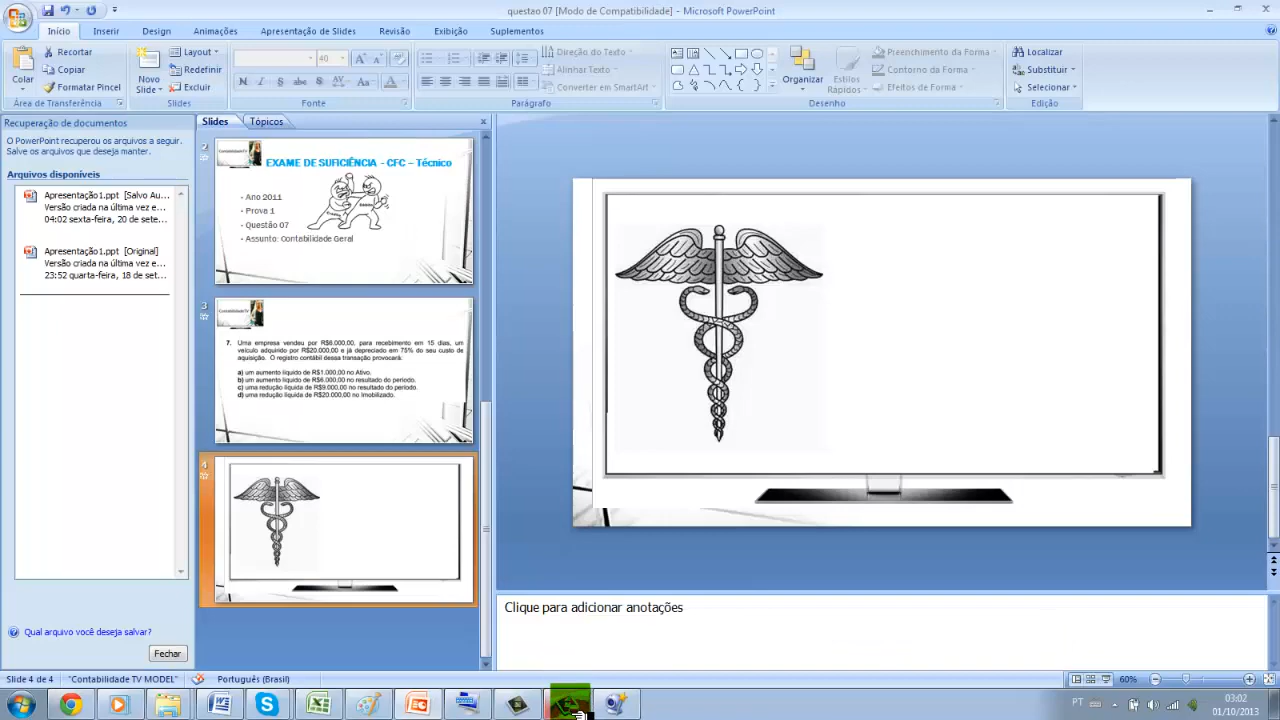 questao 07 [Modo de Compatibilidade] - Microsoft PowerPoint
Início Inserir Design Animações Apresentação de Slides Revisão Exibição Suplementos
Colar
Recortar
Copiar
Formatar Pincel
Área de Transferência
Novo Slide
Layout
Redefinir
Excluir
Slides
40
Fonte
Parágrafo
Direção do Texto
Alinhar Texto
Converter em SmartArt
Organizar
Estilos Rápidos
Preenchimento da Forma
Contorno da Forma
Efeitos de Forma
Desenho
Localizar
Substituir
Selecionar
Edição
Recuperação de documentos
O PowerPoint recuperou os arquivos a seguir.
Salve os arquivos que deseja manter.
Arquivos disponíveis
Apresentação1.ppt [Salvo Au...
Versão criada na última vez e...
04:02 sexta-feira, 20 de sete...
Apresentação1.ppt [Original]
Versão criada na última vez e...
23:52 quarta-feira, 18 de set...
Qual arquivo você deseja salvar?
Fechar
Slides Tópicos
2
EXAME DE SUFICIÊNCIA - CFC – Técnico
- Ano 2011
- Prova 1
- Questão 07
- Assunto: Contabilidade Geral
3
7. Uma empresa vendeu por R$6.000,00, para recebimento em 15 dias, um
veículo adquirido por R$20.000,00 e já depreciado em 75% do seu custo de
aquisição. O registro contábil dessa transação provocará:
a) um aumento líquido de R$1.000,00 no Ativo.
b) um aumento líquido de R$6.000,00 no resultado do período.
c) uma redução líquida de R$9.000,00 no resultado do período.
d) uma redução líquida de R$20.000,00 no Imobilizado.
4
Clique para adicionar anotações
Slide 4 de 4 "Contabilidade TV MODEL" Português (Brasil) 60%
PT
03:02
01/10/2013